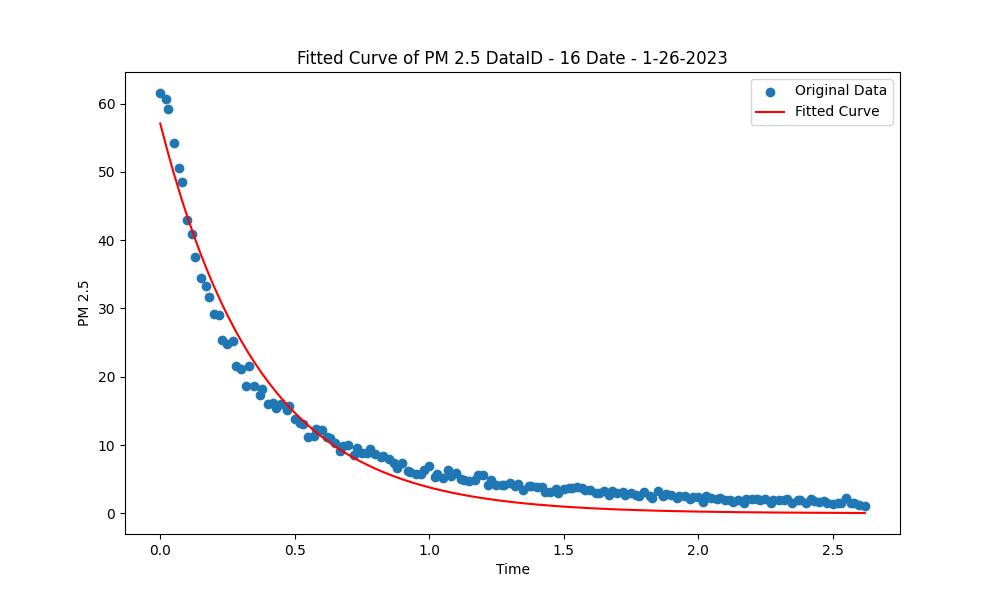 Fitted Curve of PM 2.5 DataID - 16 Date - 1-26-2023
Original Data
Fitted Curve
60
50
40
30
20
10
0
PM 2.5
0.0 0.5 1.0 1.5 2.0 2.5
Time